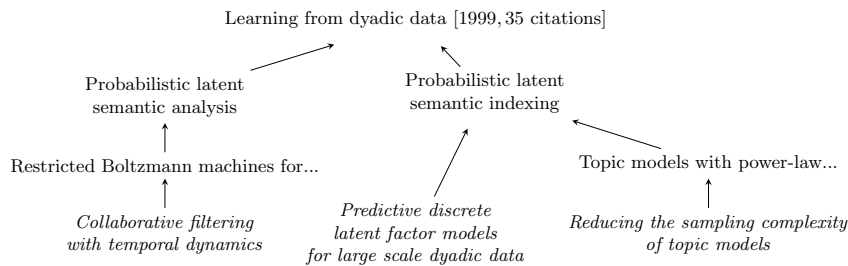 Learning from dyadic data [1999, 35 citations]
Probabilistic latent
semantic analysis
Probabilistic latent
semantic indexing
Restricted Boltzmann machines for...
Topic models with power-law...
Collaborative filtering
with temporal dynamics
Predictive discrete
latent factor models
for large scale dyadic data
Reducing the sampling complexity
of topic models